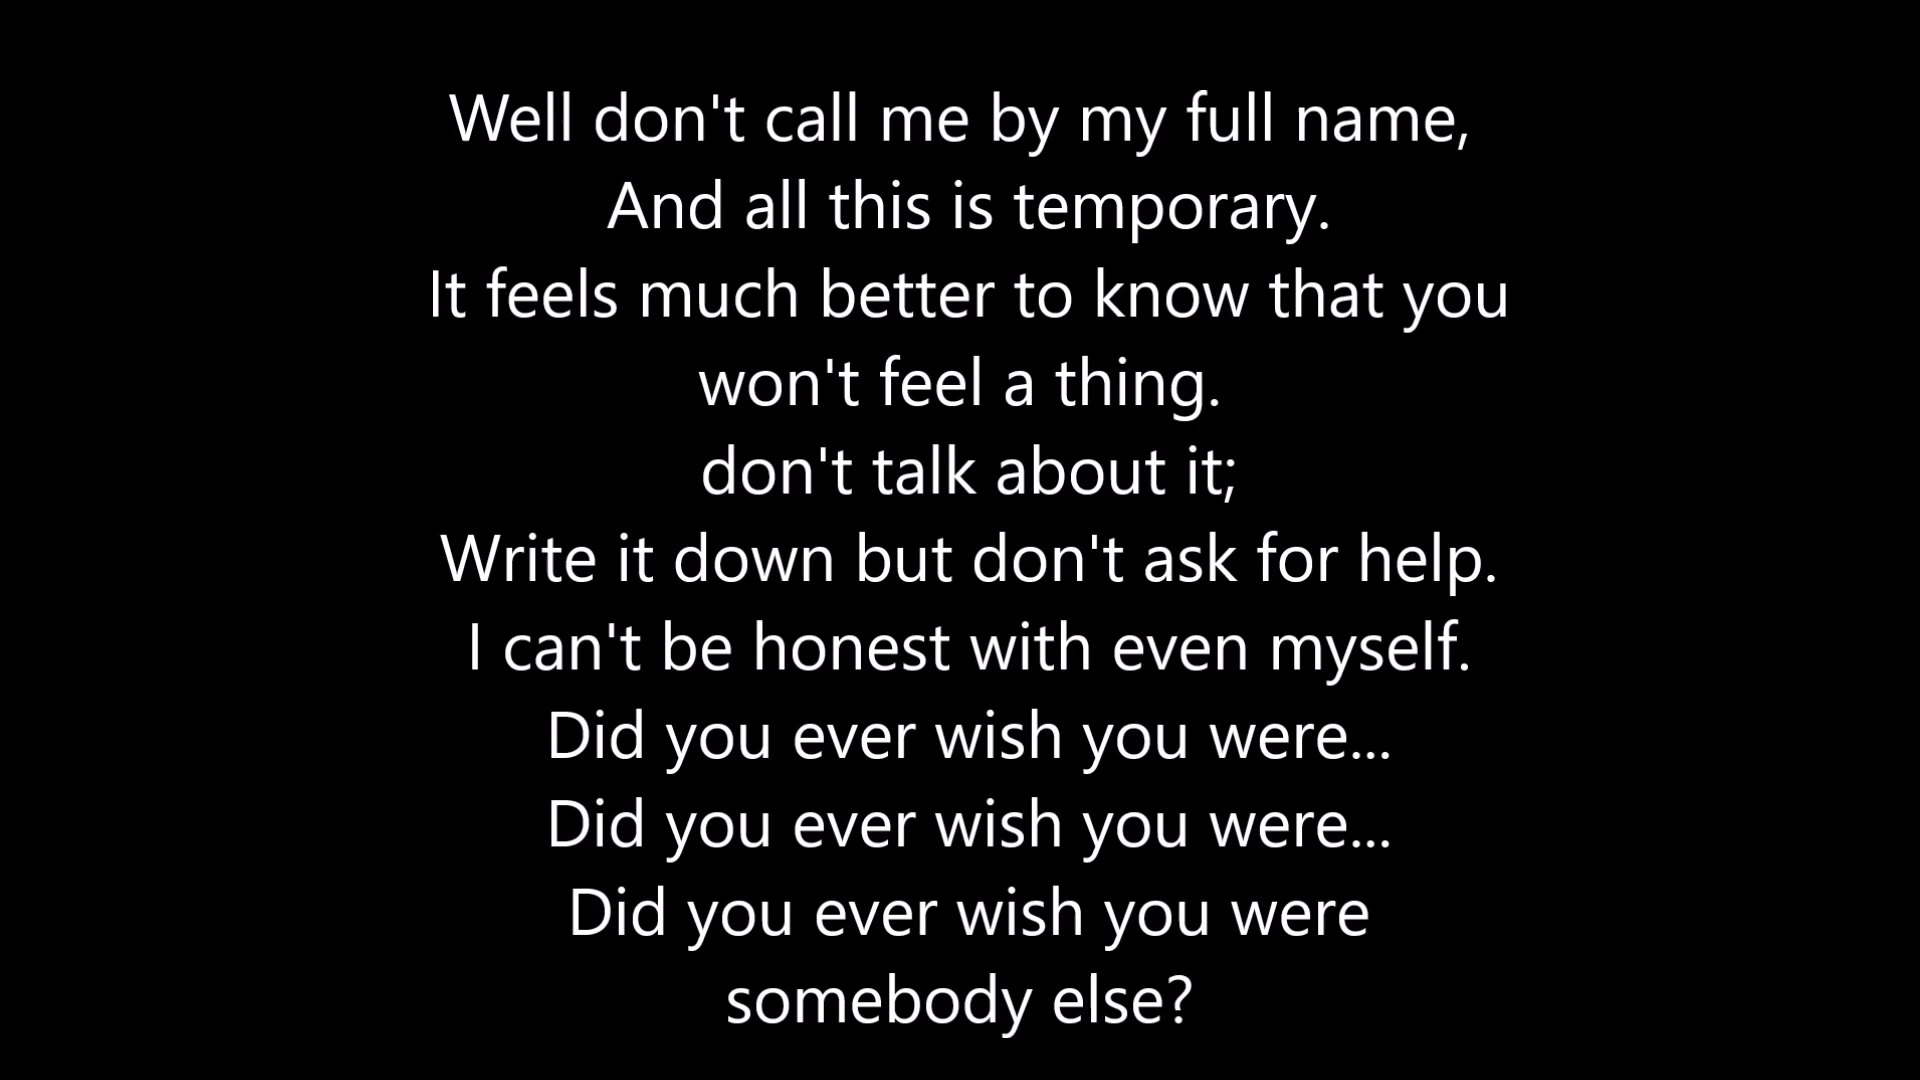 Well don't call me by my full name,
And all this is temporary.
It feels much better to know that you
won't feel a thing.
don't talk about it;
Write it down but don't ask for help.
I can't be honest with even myself.
Did you ever wish you were...
Did you ever wish you were...
Did you ever wish you were
somebody else?